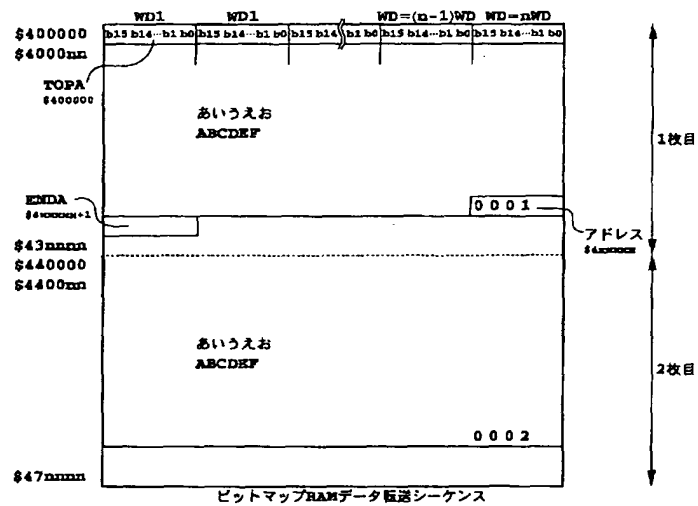 WD1 WD1 WD=(n-1)WD WD=nWD
$400000 b15 b14…b1 b0 b15 b14…b1 b0 b15 b14 b1 b0 b15 b14…b1 b0 b15 b14…b1 b0
$4000nn
TOPA
$400000
あいうえお
ABCDEF
1枚目
ENDA
0001
アドレス
$43nnnn
$440000
$4400nn
あいうえお
ABCDEF
2枚目
0002
$47nnnn
ビットマップRAMデータ転送シーケンス